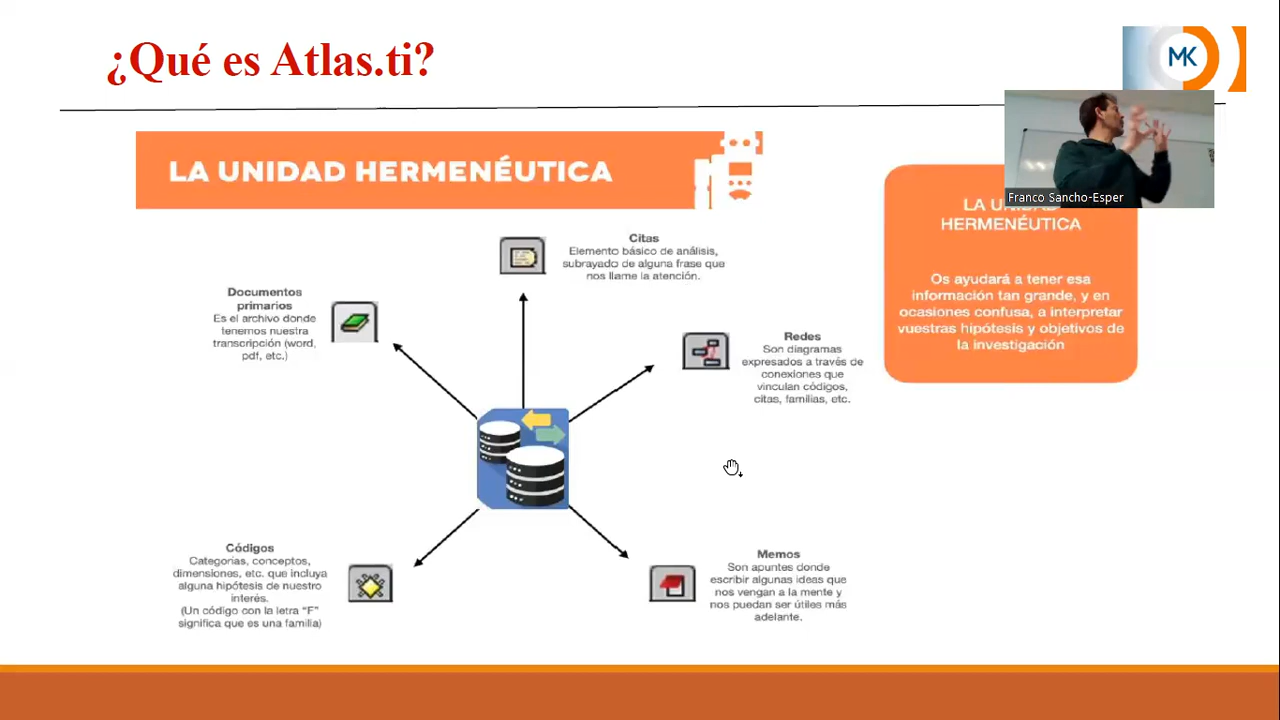 ¿Qué es Atlas.ti?
MK
LA UNIDAD HERMENÉUTICA
Franco Sancho-Esper
LA UNIDAD
HERMENÉUTICA
Os ayudará a tener esa
información tan grande, y en
ocasiones confusa, a interpretar
vuestras hipótesis y objetivos de
la investigación
Citas
Elemento básico de análisis,
subrayado de alguna frase que
nos llame la atención.
Documentos
primarios
Es el archivo donde
tenemos nuestra
transcripción (word,
pdf, etc.)
Redes
Son diagramas
expresados a través de
conexiones que
vinculan códigos,
citas, familias, etc.
Códigos
Categorías, conceptos,
dimensiones, etc. que incluya
alguna hipótesis de nuestro
interés.
(Un código con la letra “F”
significa que es una familia)
Memos
Son apuntes donde
escribir algunas ideas que
nos vengan a la mente y
nos puedan ser útiles más
adelante.